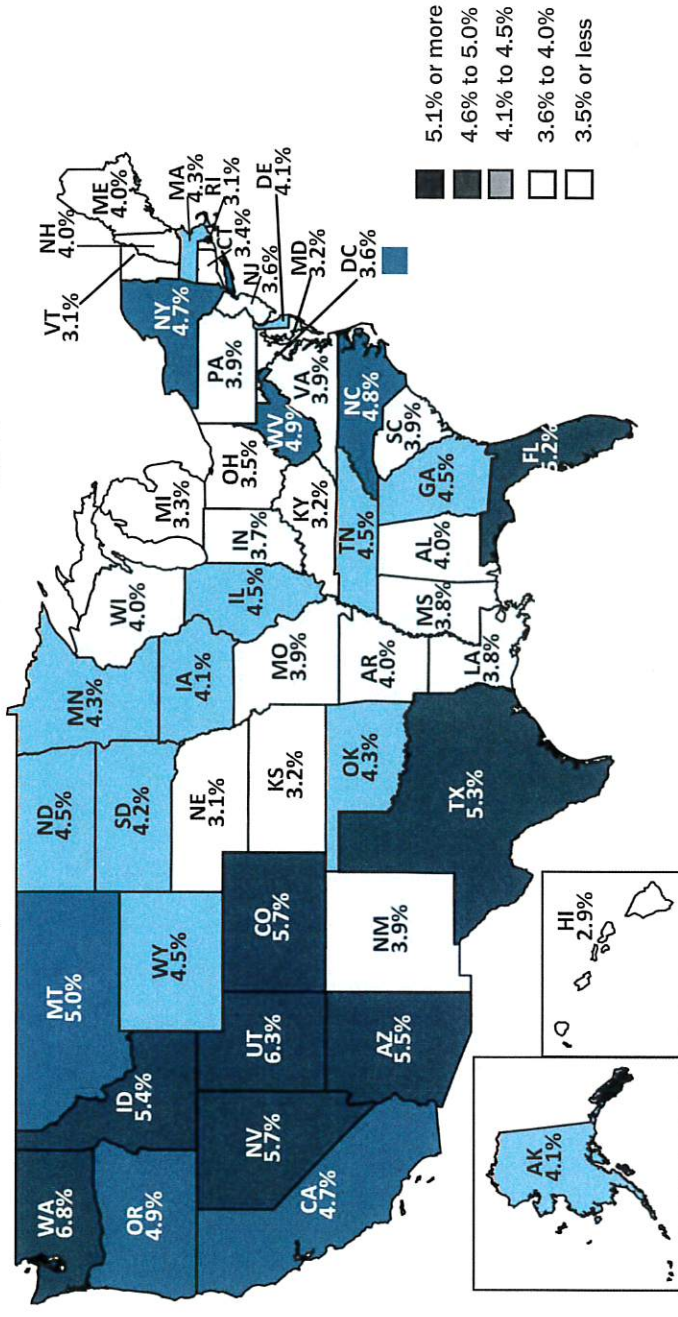 WA
6.8%
OR
4.9%
CA
4.7%
ID
5.4%
NV
5.7%
MT
5.0%
WY
4.5%
UT
6.3%
AZ
5.5%
CO
5.7%
NM
3.9%
ND
4.5%
SD
4.2%
NE
3.1%
KS
3.2%
OK
4.3%
TX
5.3%
MN
4.3%
IA
4.1%
MO
3.9%
AR
4.0%
LA
3.8%
WI
4.0%
IL
4.5%
MS
3.8%
MI
3.3%
IN
3.7%
KY
3.2%
TN
4.5%
AL
4.0%
OH
3.5%
WV
4.9%
GA
4.5%
FL
5.2%
SC
3.9%
NC
4.8%
VA
3.9%
PA
3.9%
NY
4.7%
VT
3.1%
NH
4.0%
ME
4.0%
MA
4.3%
RI
3.1%
CT
3.4%
NJ
3.6%
DE
4.1%
MD
3.2%
DC
3.6%
AK
4.1%
HI
2.9%
5.1% or more
4.6% to 5.0%
4.1% to 4.5%
3.6% to 4.0%
3.5% or less